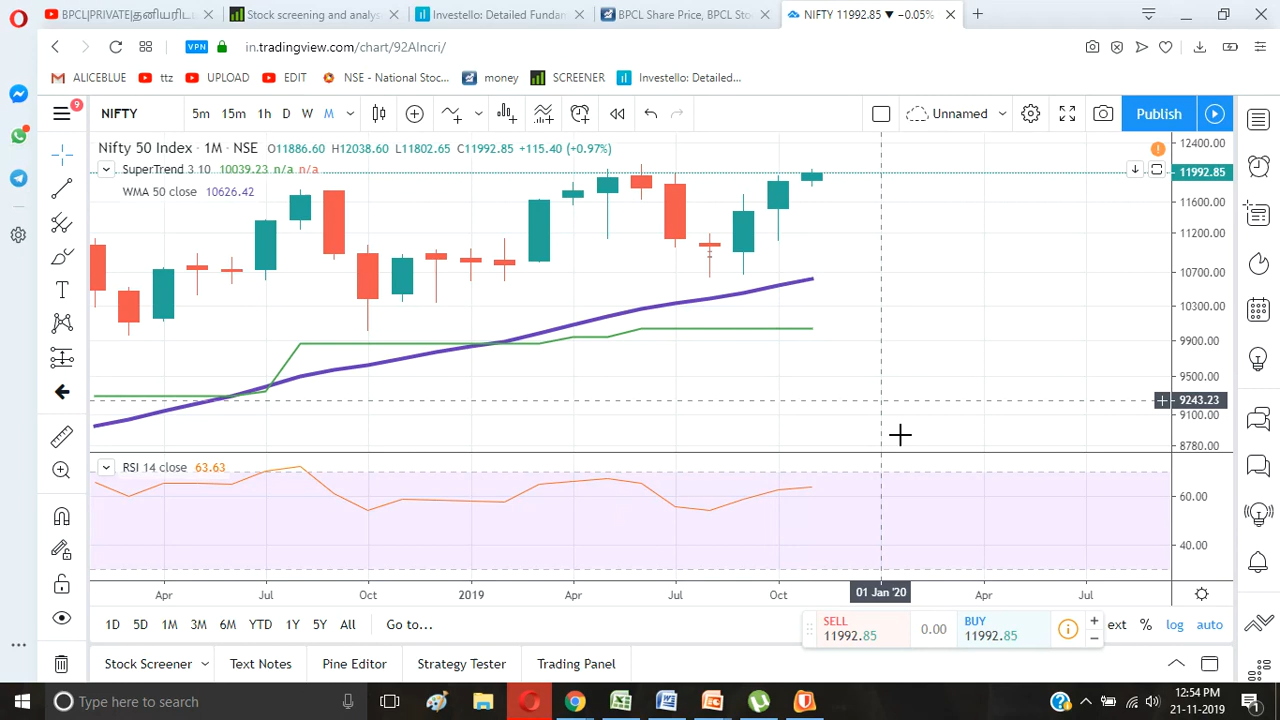 BPCL|PRIVATE|தனியாரிட
Stock screening and analys
Investello: Detailed Fundam
BPCL Share Price, BPCL Sto
NIFTY 11992.85 ▼ −0.05%
VPN
in.tradingview.com/chart/92AIncri/
ALICEBLUE
ttz
UPLOAD
EDIT
NSE - National Stoc...
money
SCREENER
Investello: Detailed...
9
NIFTY
5m 15m 1h D W M
Unnamed
Publish
Nifty 50 Index · 1M · NSE O11886.60 H12038.60 L11802.65 C11992.85 +115.40 (+0.97%)
SuperTrend 3 10 10039.23 n/a n/a
WMA 50 close 10626.42
12400.00
11992.85
11600.00
11200.00
10700.00
10300.00
9900.00
9500.00
9243.23
9100.00
8780.00
RSI 14 close 63.63
60.00
40.00
Apr Jul Oct 2019 Apr Jul Oct 01 Jan '20 Apr Jul
1D 5D 1M 3M 6M YTD 1Y 5Y All Go to...
SELL
11992.85
0.00
BUY
11992.85
ext % log auto
Stock Screener Text Notes Pine Editor Strategy Tester Trading Panel
Type here to search
12:54 PM
21-11-2019
1